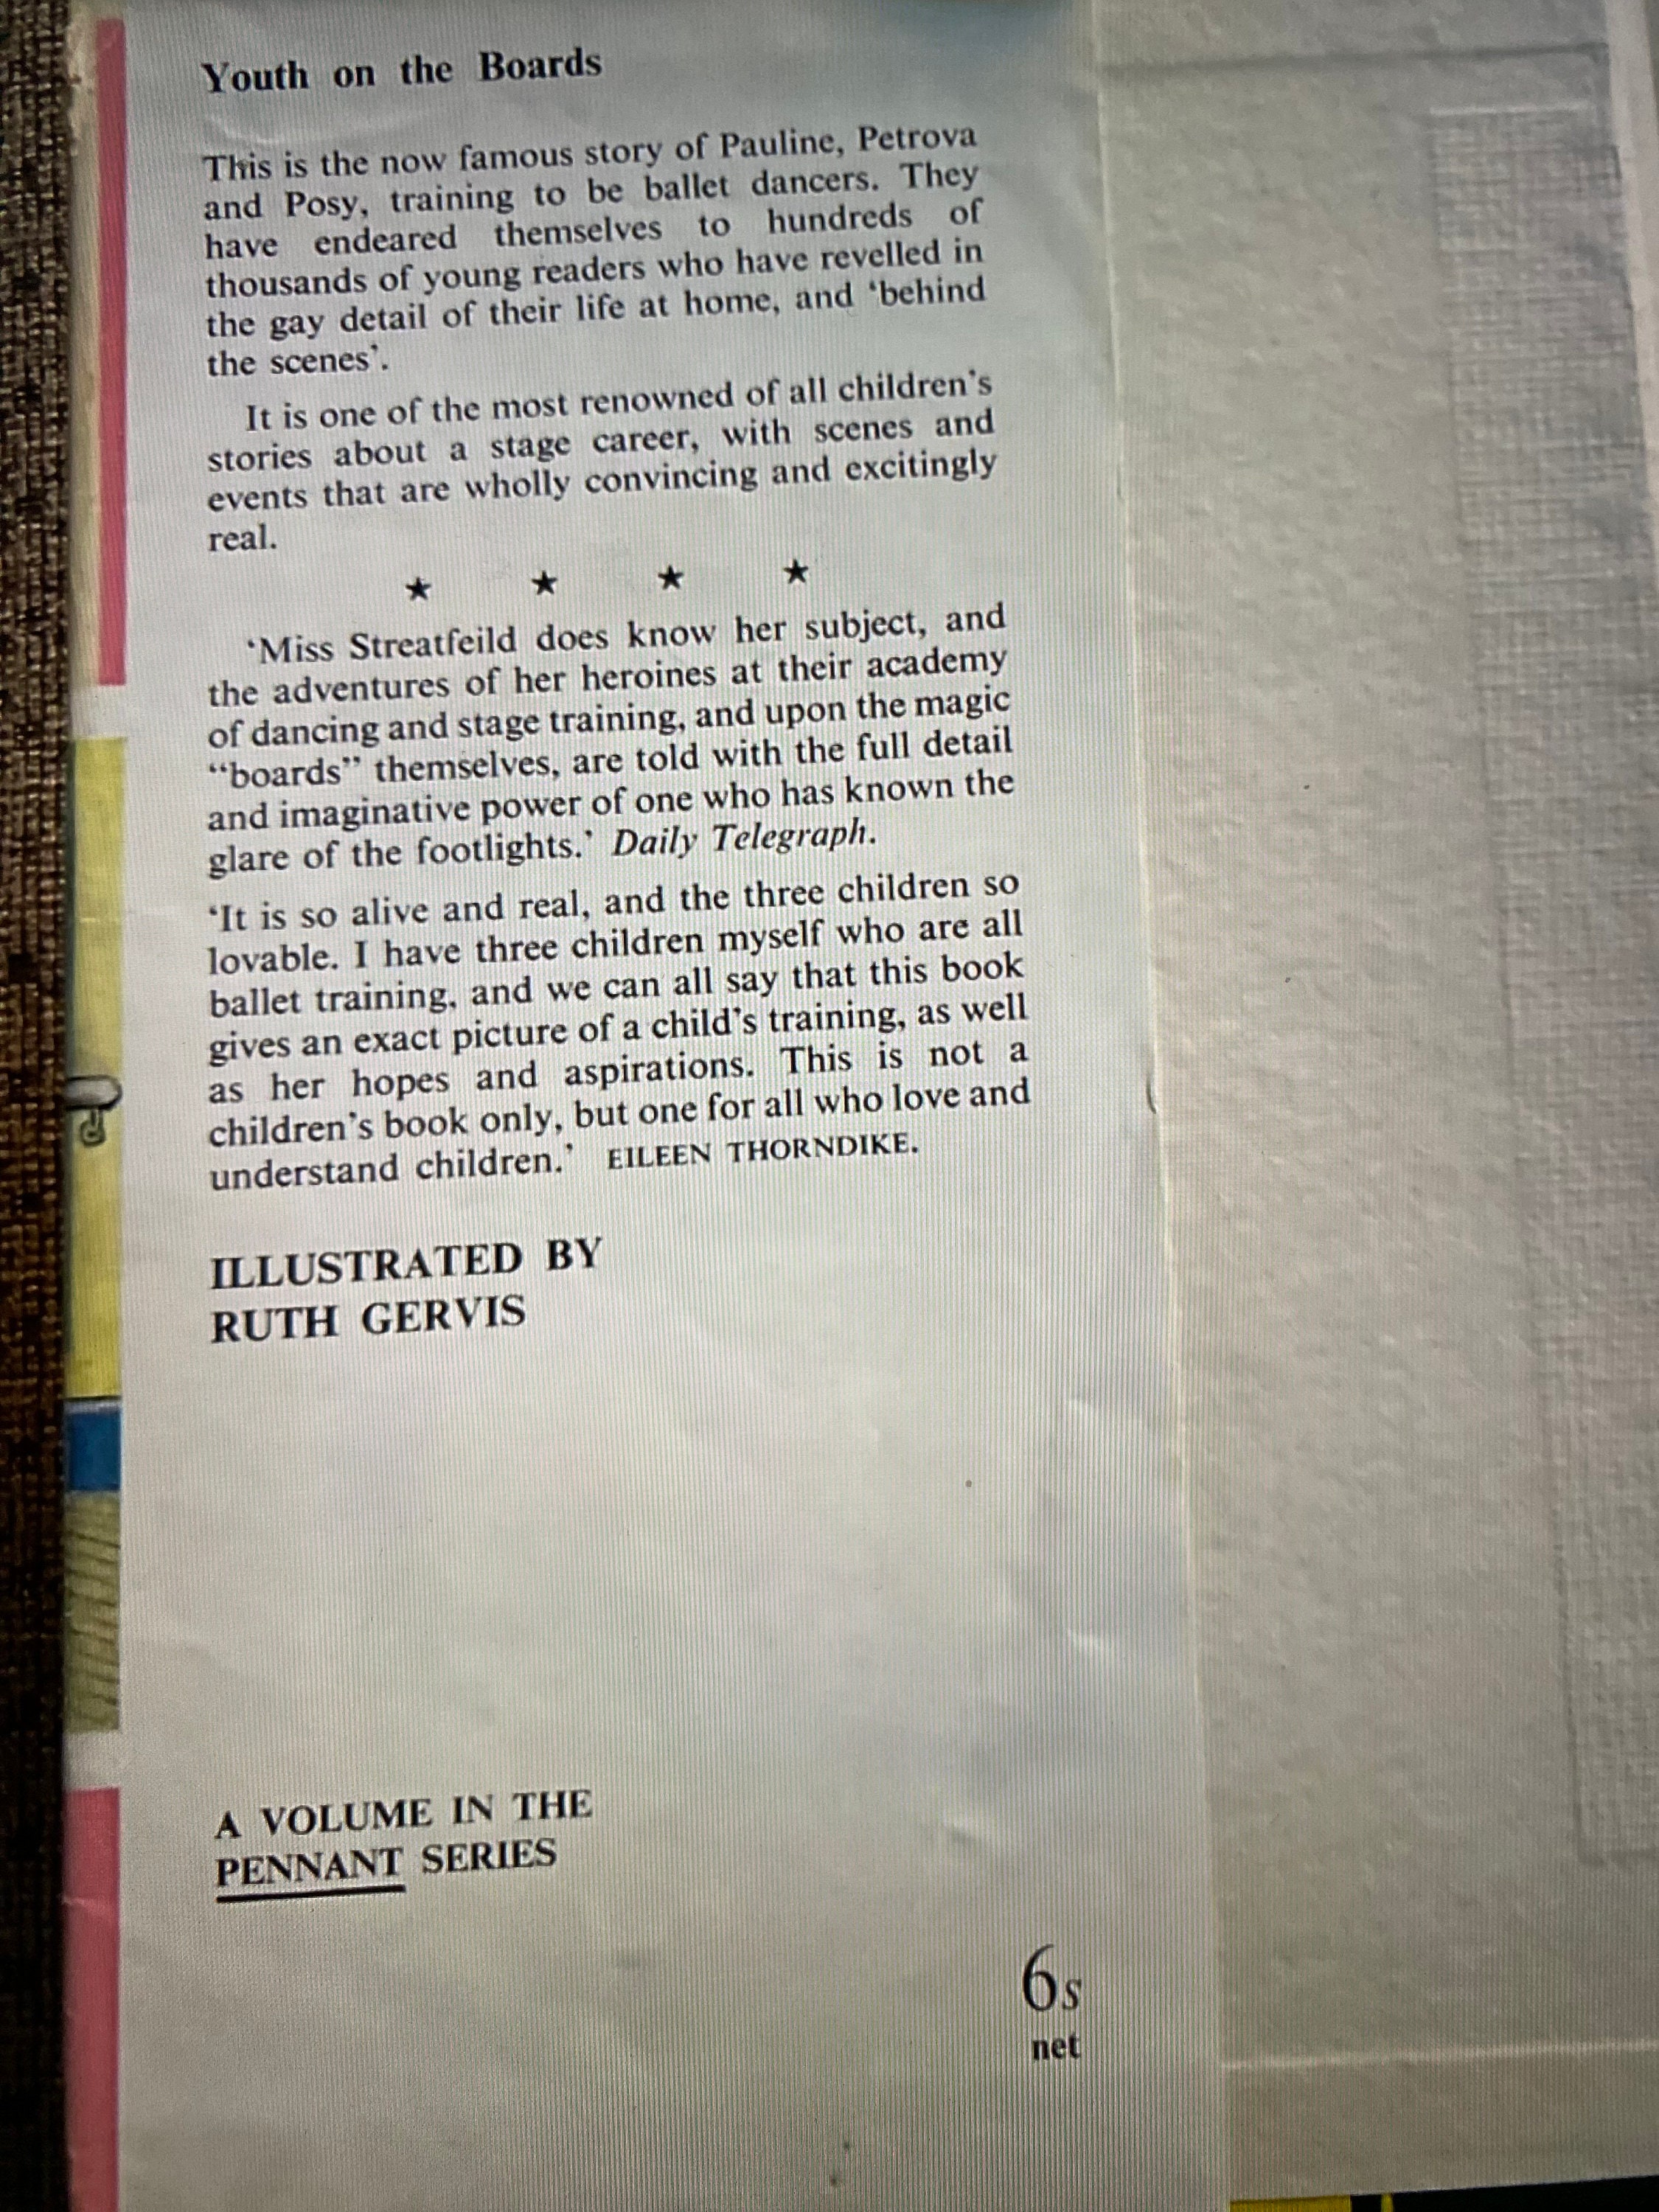 Youth on the Boards
This is the now famous story of Pauline, Petrova
and Posy, training to be ballet dancers. They
have endeared themselves to hundreds of
thousands of young readers who have revelled in
the gay detail of their life at home, and ‘behind
the scenes’.
It is one of the most renowned of all children’s
stories about a stage career, with scenes and
events that are wholly convincing and excitingly
real.
★ ★ ★ ★
‘Miss Streatfeild does know her subject, and
the adventures of her heroines at their academy
of dancing and stage training, and upon the magic
“boards” themselves, are told with the full detail
and imaginative power of one who has known the
glare of the footlights.’ Daily Telegraph.
‘It is so alive and real, and the three children so
lovable. I have three children myself who are all
ballet training, and we can all say that this book
gives an exact picture of a child’s training, as well
as her hopes and aspirations. This is not a
children’s book only, but one for all who love and
understand children.’ EILEEN THORNDIKE.
ILLUSTRATED BY
RUTH GERVIS
A VOLUME IN THE
PENNANT SERIES
6s
net